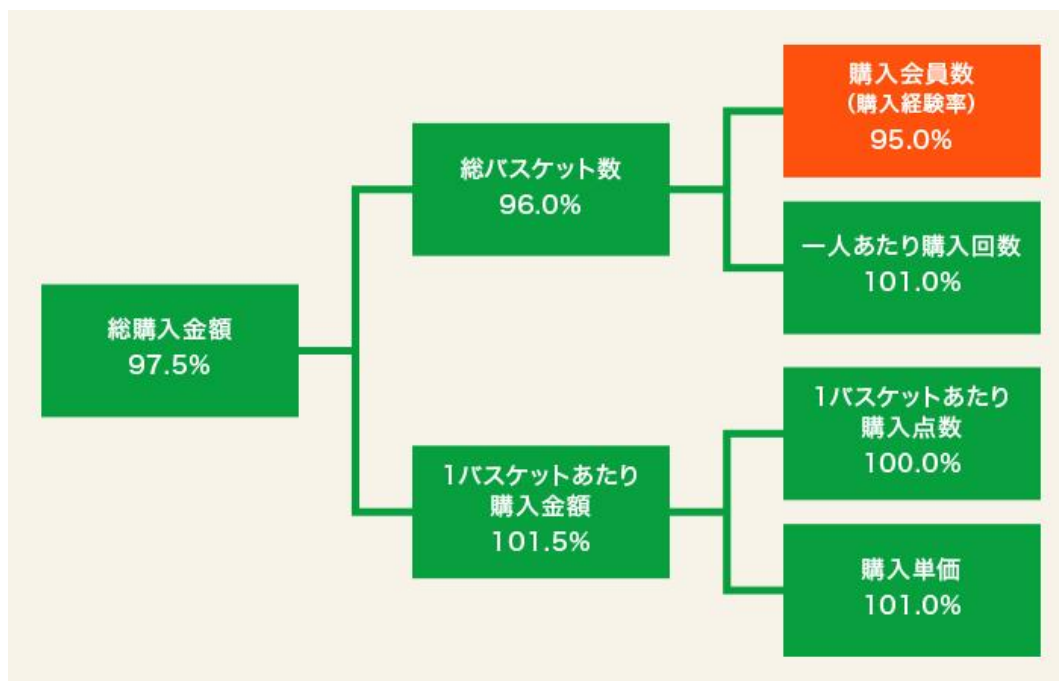 総購入金額
97.5%
総バスケット数
96.0%
1バスケットあたり
購入金額
101.5%
購入会員数
(購入経験率)
95.0%
一人あたり購入回数
101.0%
1バスケットあたり
購入点数
100.0%
購入単価
101.0%